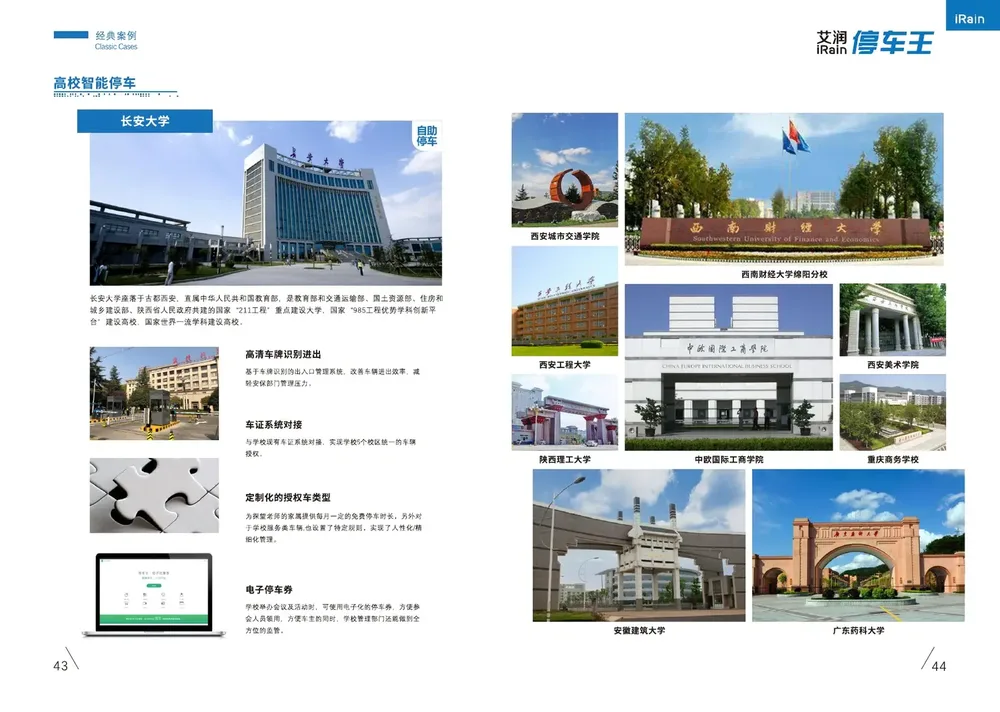 经典案例
Classic Cases
高校智能停车
长安大学
自助
停车
长安大学
长安大学座落于古都西安，直属中华人民共和国教育部，是教育部和交通运输部、国土资源部、住房和
城乡建设部、陕西省人民政府共建的国家“211工程”重点建设大学，国家“985工程优势学科创新平
台”建设高校，国家世界一流学科建设高校。
高清车牌识别进出
基于车牌识别的出入口管理系统，改善车辆进出效率，减
轻安保部门管理压力。
车证系统对接
与学校现有车证系统对接，实现学校5个校区统一的车辆
授权。
定制化的授权车类型
为探望老师的家属提供每月一定的免费停车时长，另外对
于学校服务类车辆,也设置了特定规则，实现了人性化/精
细化管理。
电子停车券
学校举办会议及活动时，可使用电子化的停车券，方便参
会人员领用，方便车主的同时，学校管理部门还能做到全
方位的监管。
43
iRain
艾润
iRain
停车王
西安城市交通学院
西南财经大学
Southwestern University of Finance and Economics
西南财经大学绵阳分校
西安工程大学
西安工程大学
中欧国际工商学院
CHINA EUROPE INTERNATIONAL BUSINESS SCHOOL
中欧国际工商学院
西安美术学院
陕西理工大学
重庆商务学校
安徽建筑大学
广东药科大学
广东药科大学
44